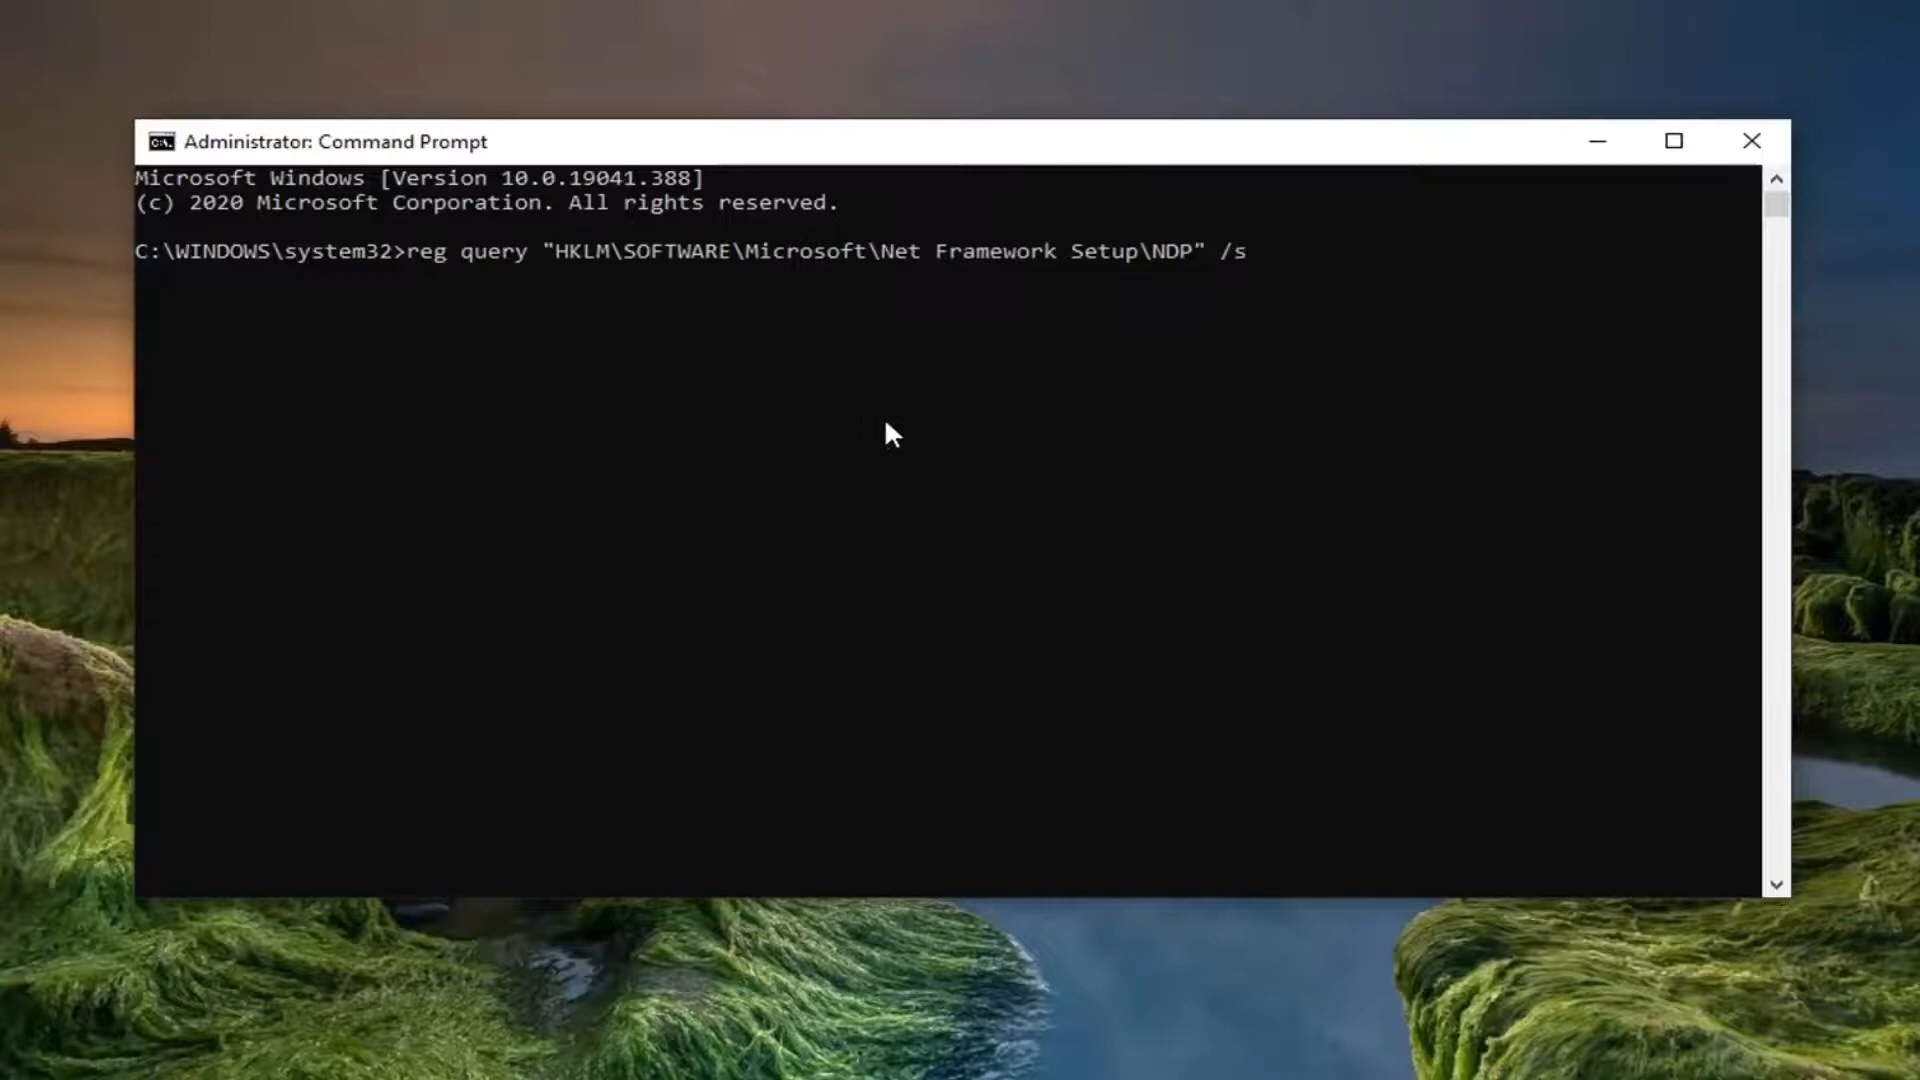 Administrator: Command Prompt
Microsoft Windows [Version 10.0.19041.388]
(c) 2020 Microsoft Corporation. All rights reserved.
C:\WINDOWS\system32>reg query "HKLM\SOFTWARE\Microsoft\Net Framework Setup\NDP" /s